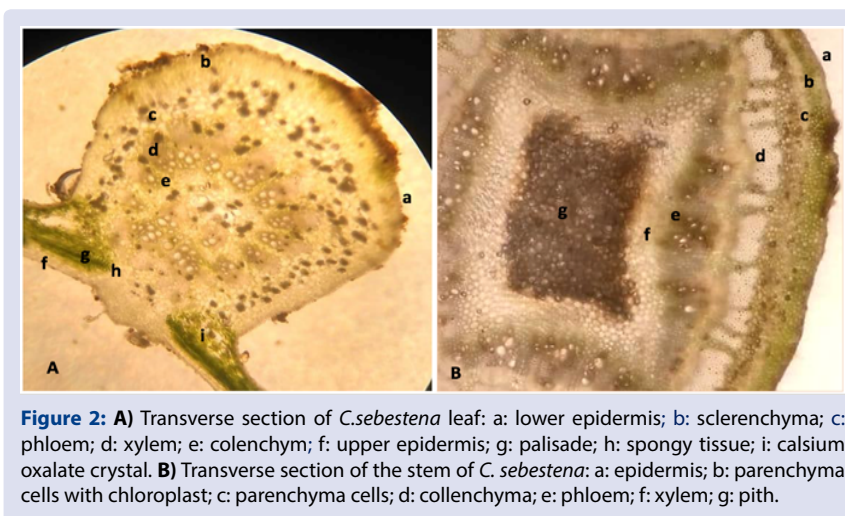 b
c
d
e
a
f
g
h
i
A
a
b
c
d
g
e
f
B
Figure 2: A) Transverse section of C.sebestena leaf: a: lower epidermis; b: sclerenchyma; c:
phloem; d: xylem; e: colenchym; f: upper epidermis; g: palisade; h: spongy tissue; i: calsium
oxalate crystal. B) Transverse section of the stem of C. sebestena: a: epidermis; b: parenchyma
cells with chloroplast; c: parenchyma cells; d: collenchyma; e: phloem; f: xylem; g: pith.